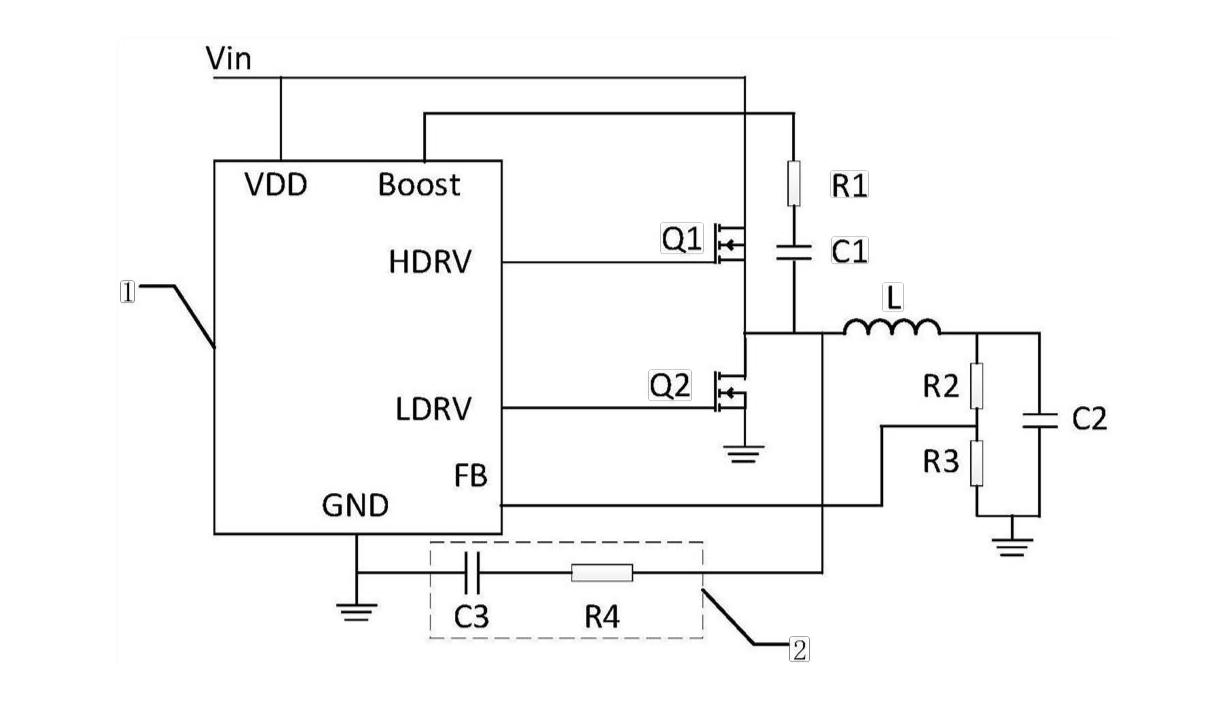 Vin
VDD Boost
R1
Q1
C1
HDRV
1
L
Q2
R2
LDRV
C2
R3
FB
GND
C3 R4
2